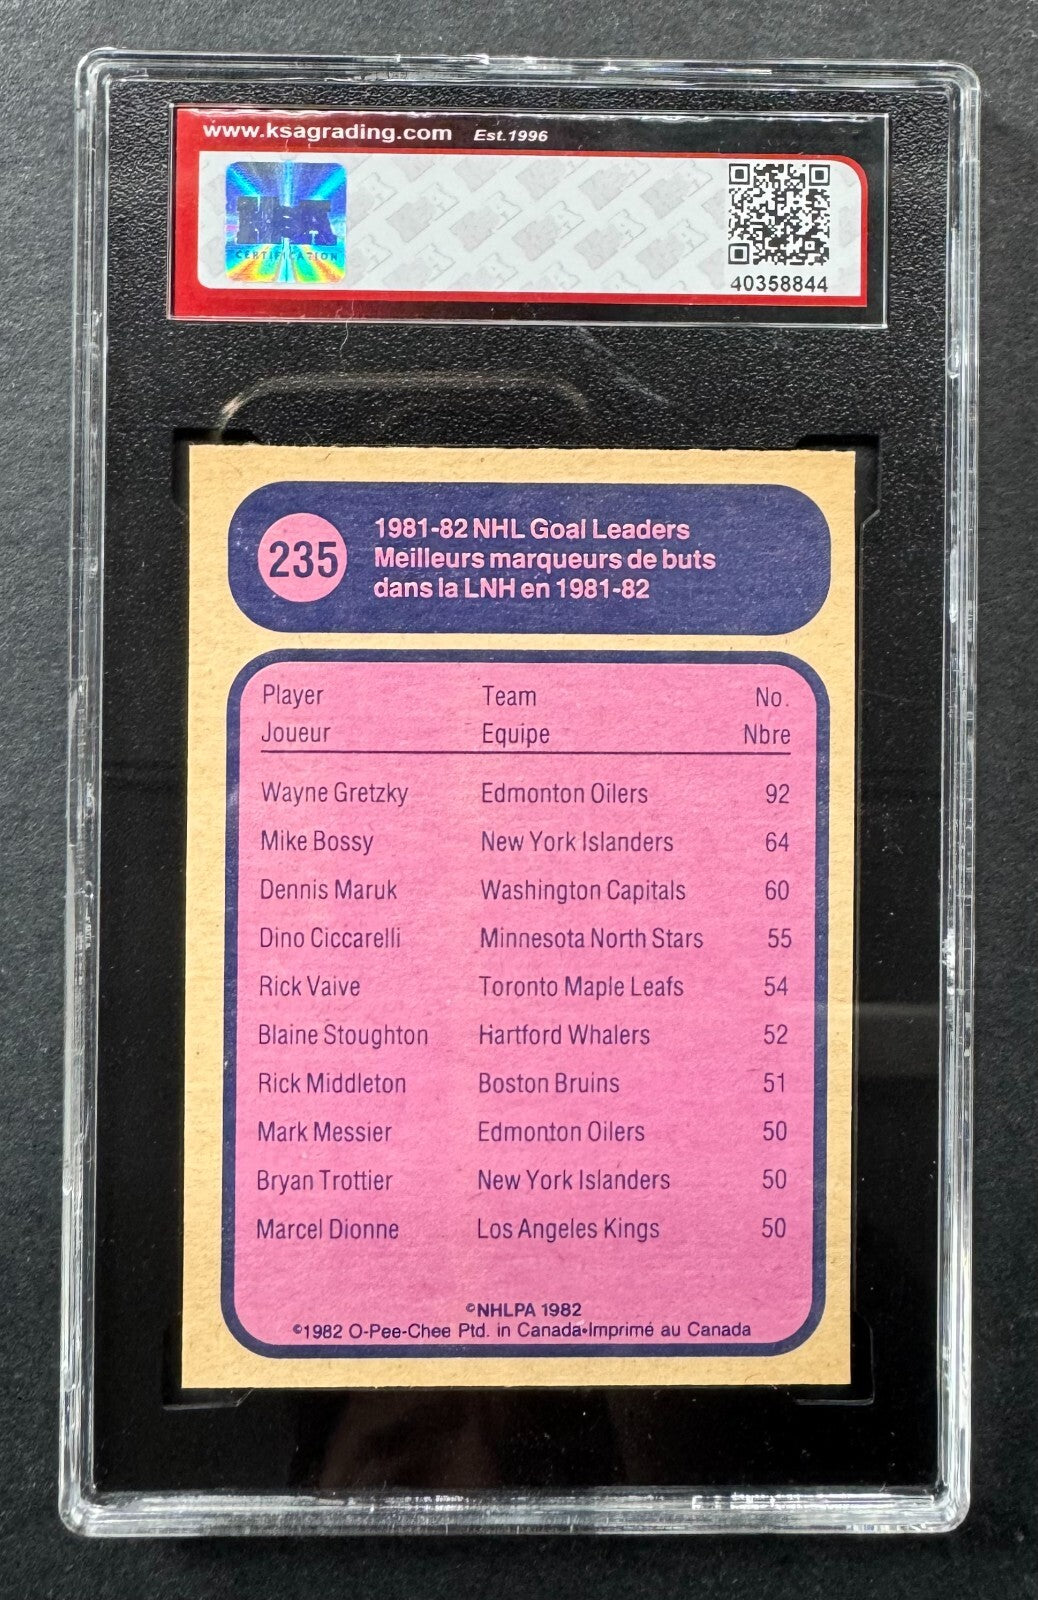 www.ksagrading.com Est.1996
KSA
CERTIFICATION
40358844
235
1981-82 NHL Goal Leaders
Meilleurs marqueurs de buts
dans la LNH en 1981-82
Player Team No.
Joueur Equipe Nbre
Wayne Gretzky Edmonton Oilers 92
Mike Bossy New York Islanders 64
Dennis Maruk Washington Capitals 60
Dino Ciccarelli Minnesota North Stars 55
Rick Vaive Toronto Maple Leafs 54
Blaine Stoughton Hartford Whalers 52
Rick Middleton Boston Bruins 51
Mark Messier Edmonton Oilers 50
Bryan Trottier New York Islanders 50
Marcel Dionne Los Angeles Kings 50
©NHLPA 1982
©1982 O-Pee-Chee Ptd. in Canada•Imprimé au Canada